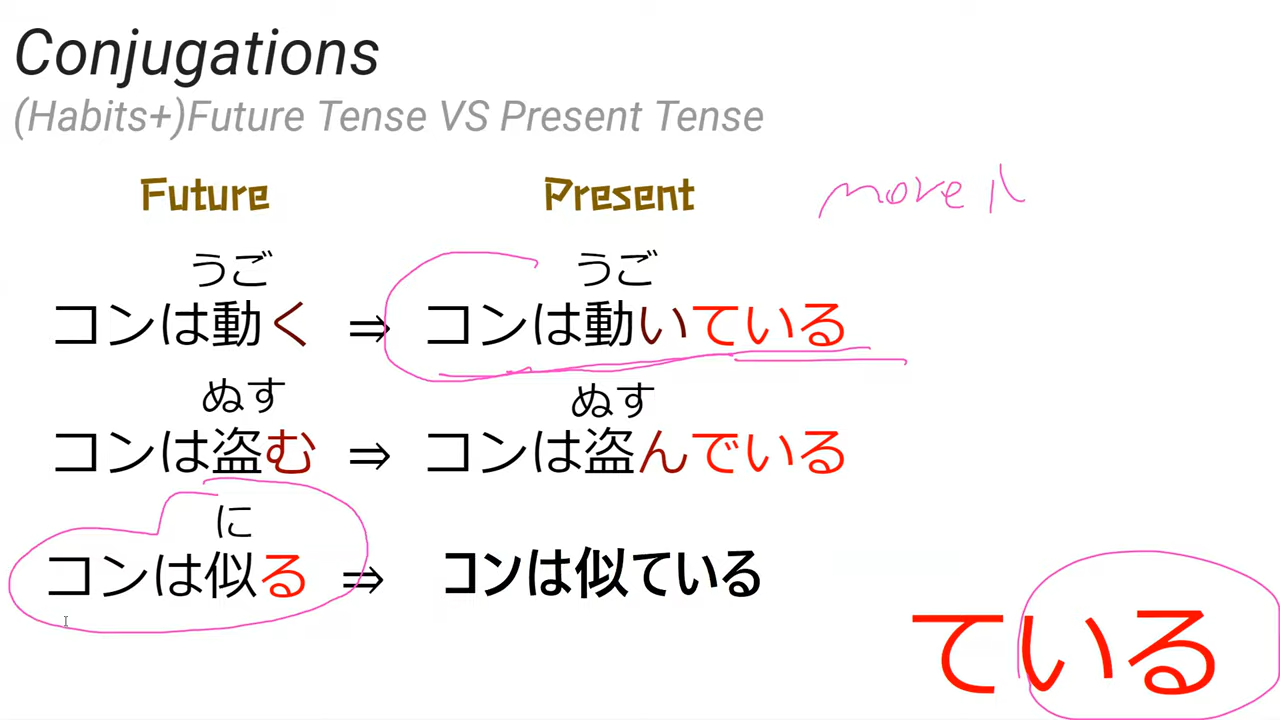 Conjugations
(Habits+)Future Tense VS Present Tense
Future Present
more
うご うご
コンは動く ⇒ コンは動いている
ぬす ぬす
コンは盗む ⇒ コンは盗んでいる
に
コンは似る ⇒ コンは似ている
ている